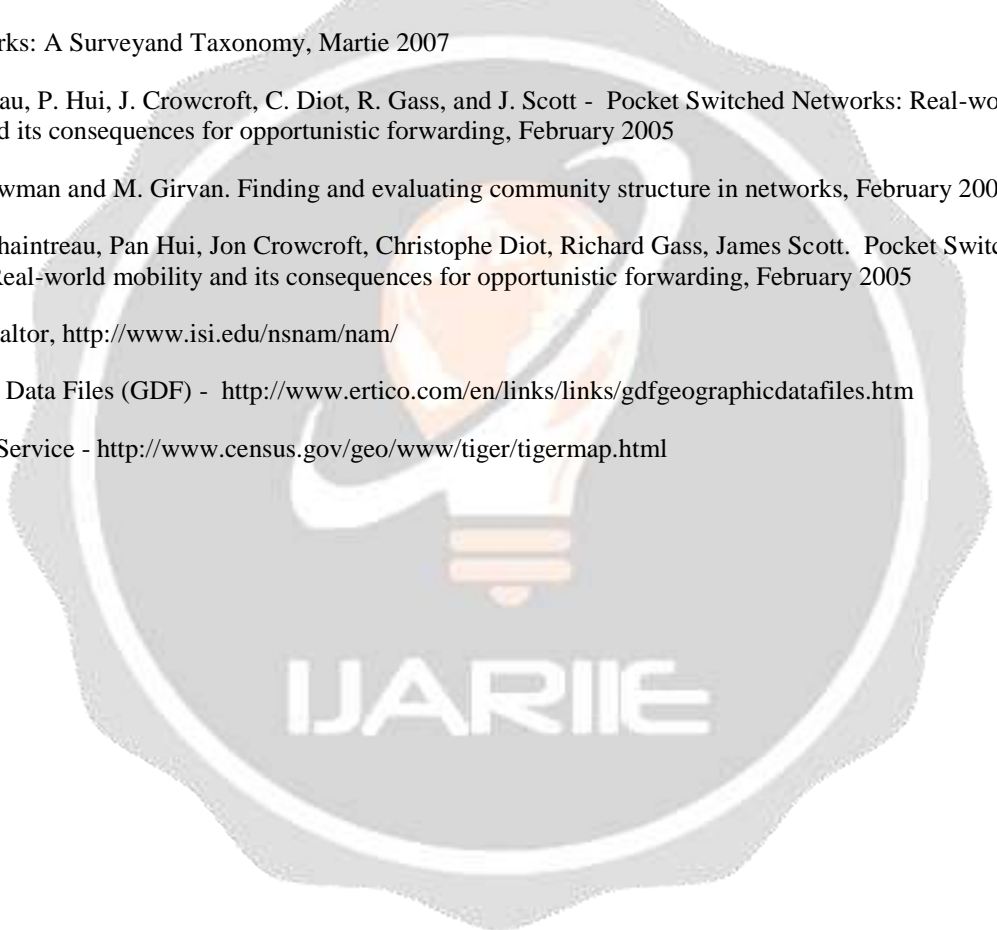 rks: A Surveyand Taxonomy, Martie 2007
au, P. Hui, J. Crowcroft, C. Diot, R. Gass, and J. Scott - Pocket Switched Networks: Real-wo
d its consequences for opportunistic forwarding, February 2005
wman and M. Girvan. Finding and evaluating community structure in networks, February 200
haintreau, Pan Hui, Jon Crowcroft, Christophe Diot, Richard Gass, James Scott. Pocket Switc
Real-world mobility and its consequences for opportunistic forwarding, February 2005
altor, http://www.isi.edu/nsnam/nam/
Data Files (GDF) - http://www.ertico.com/en/links/links/gdfgeographicdatafiles.htm
Service - http://www.census.gov/geo/www/tiger/tigermap.html
IJARIIE